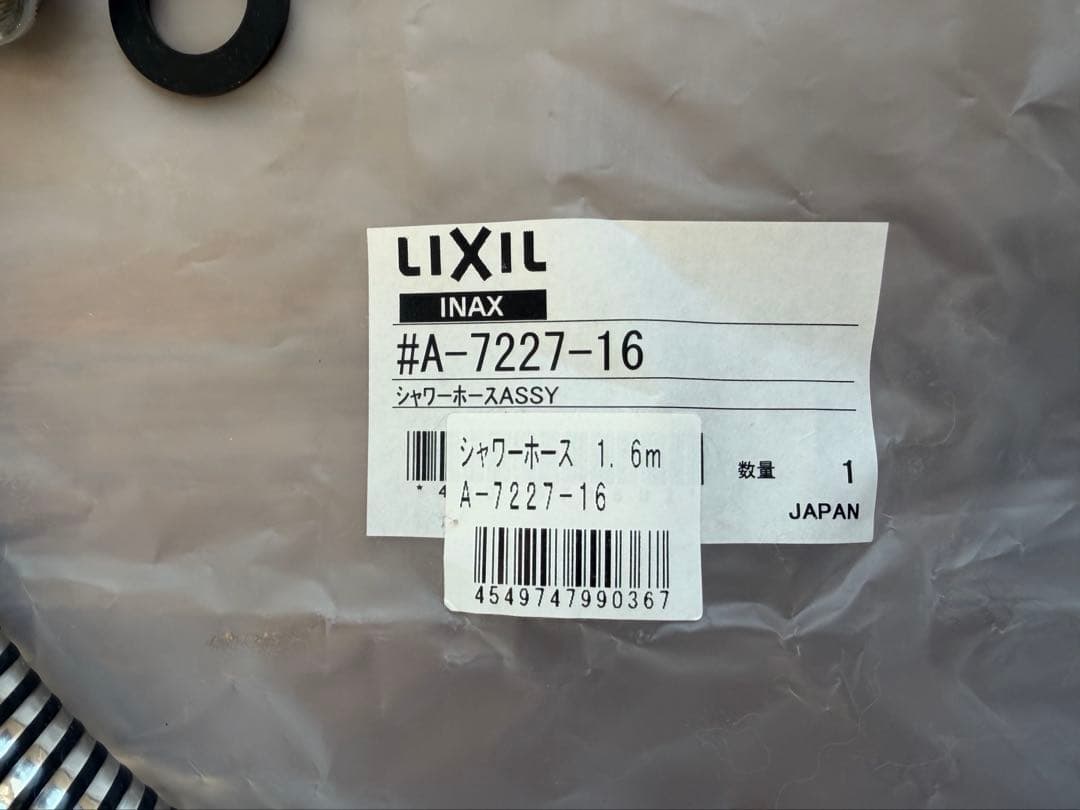 LIXIL
INAX
#A-7227-16
シャワーホースASSY
* 4
数量 1
JAPAN
シャワーホース 1.6m
A-7227-16
4549747990367